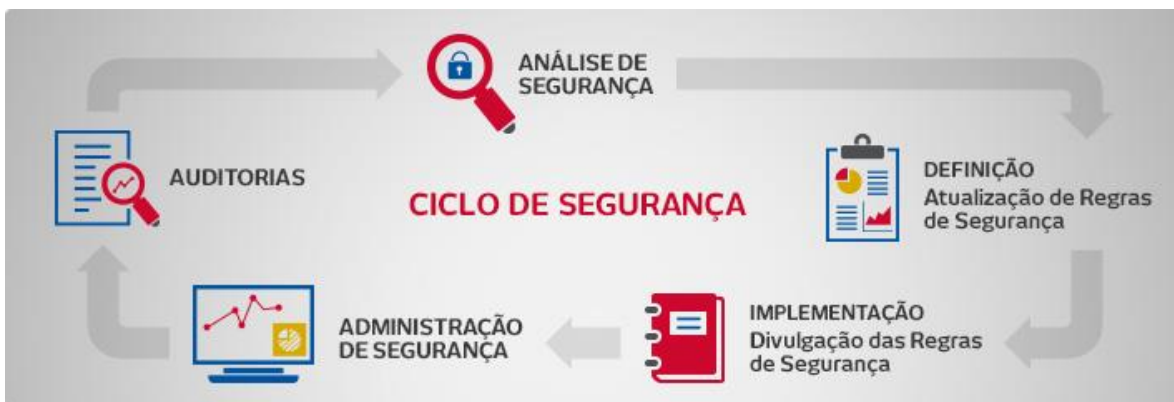 ANÁLISE DE
SEGURANÇA
AUDITORIAS
CICLO DE SEGURANÇA
DEFINIÇÃO
Atualização de Regras
de Segurança
ADMINISTRAÇÃO
DE SEGURANÇA
IMPLEMENTAÇÃO
Divulgação das Regras
de Segurança